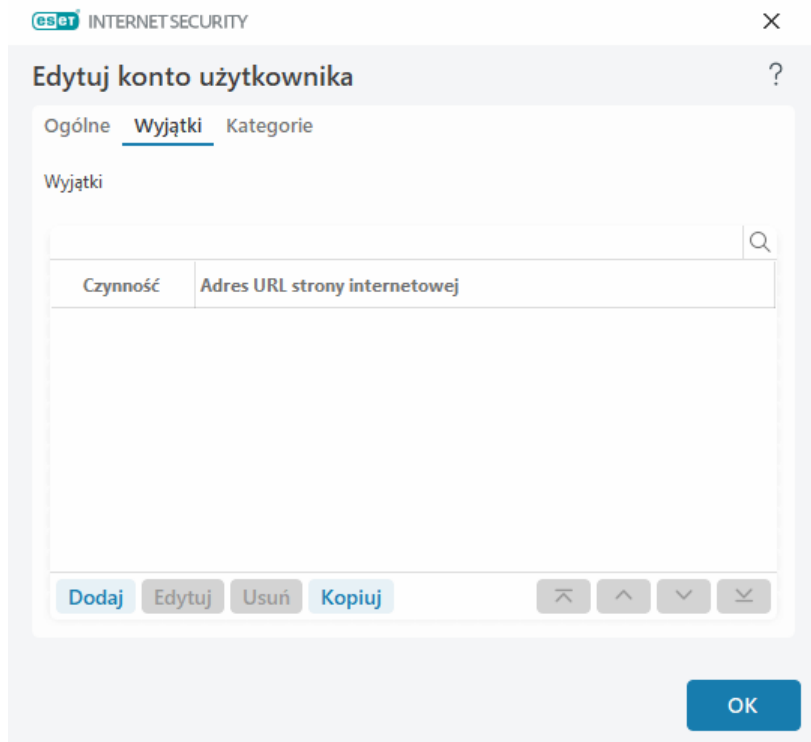 eset INTERNET SECURITY
Edytuj konto użytkownika ?
Ogólne Wyjątki Kategorie
Wyjątki
Czynność Adres URL strony internetowej
Dodaj Edytuj Usuń Kopiuj
OK